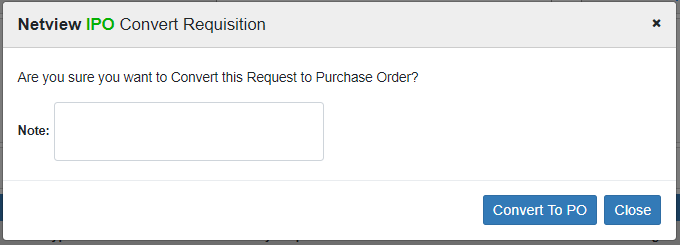 Netview IPO Convert Requisition
×
Are you sure you want to Convert this Request to Purchase Order?
Note:
Convert To PO
Close